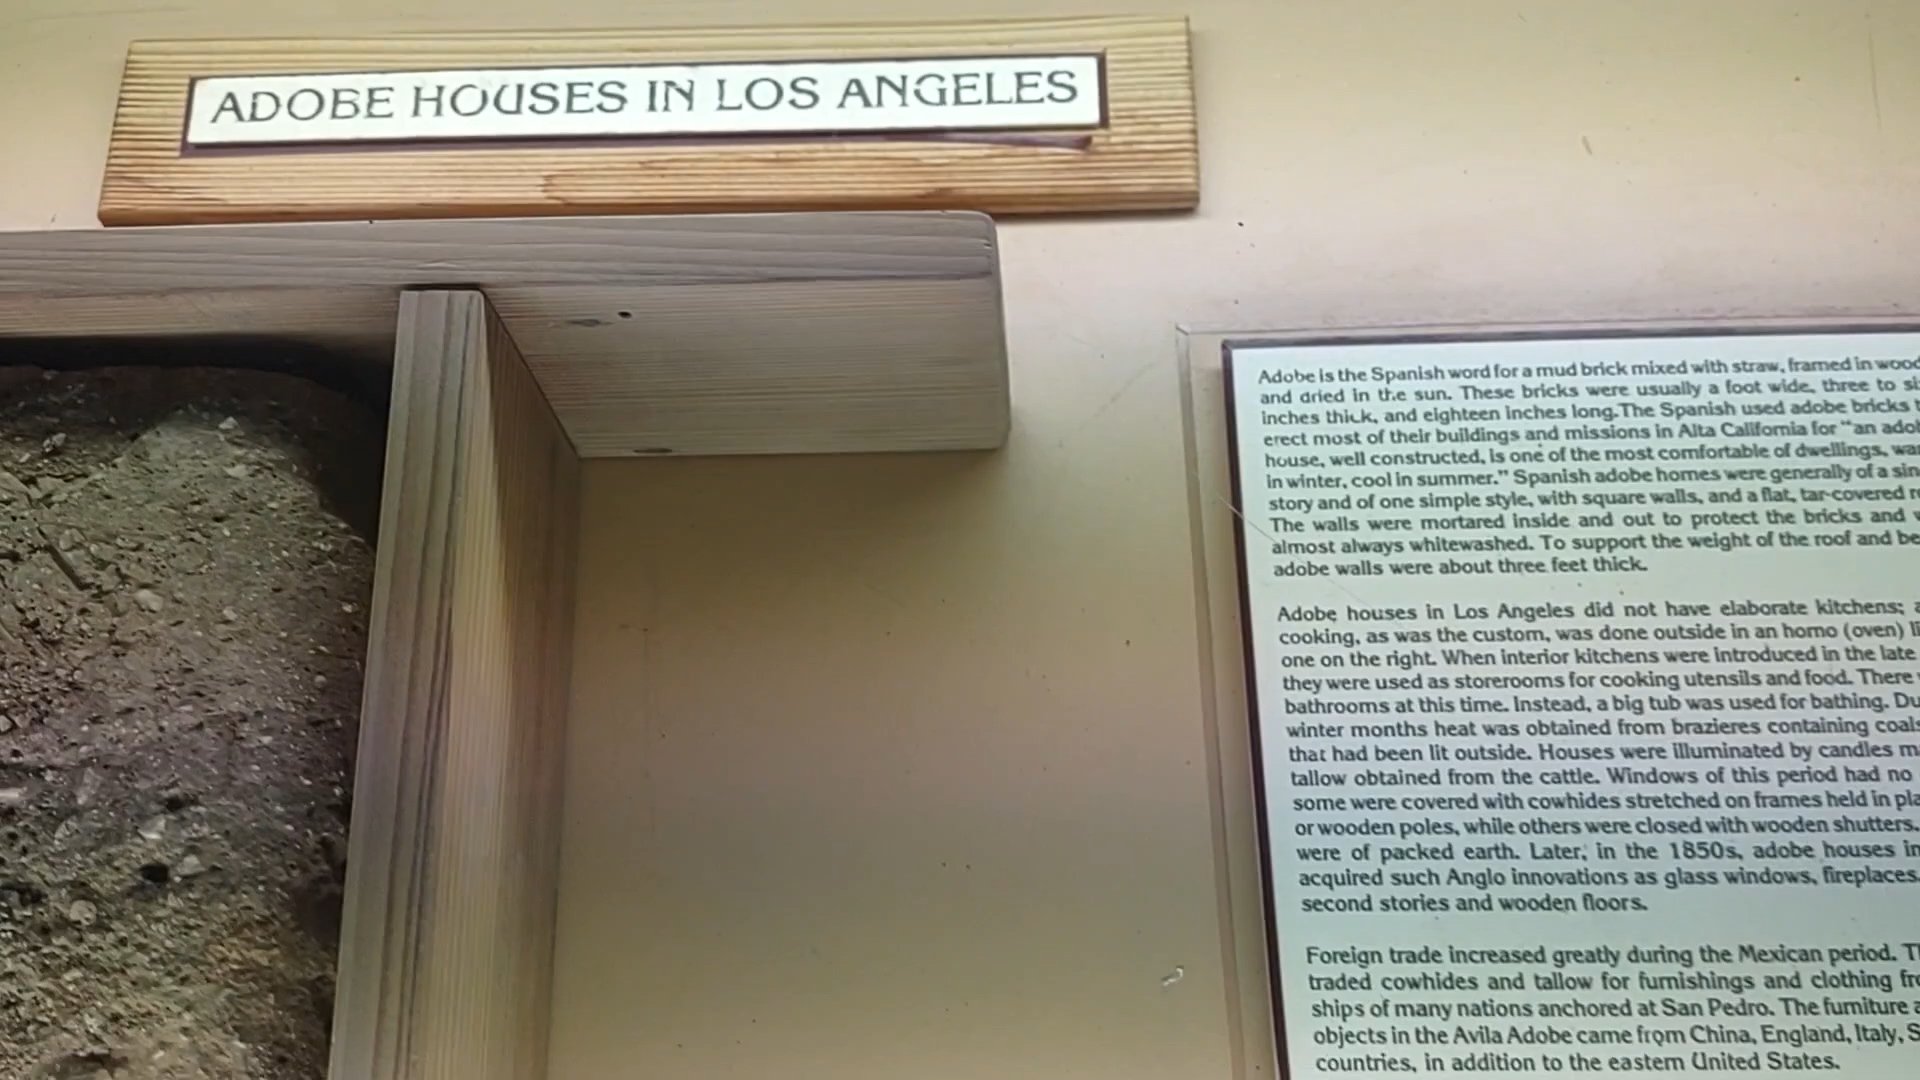 ADOBE HOUSES IN LOS ANGELES
Adobe is the Spanish word for a mud brick mixed with straw, framed in wood
and dried in the sun. These bricks were usually a foot wide, three to
inches thick, and eighteen inches long. The Spanish used adobe bricks
erect most of their buildings and missions in Alta California for "an
house, well constructed, is one of the most comfortable of dwellings,
in winter, cool in summer." Spanish adobe homes were generally of a
story and of one simple style, with square walls, and a flat, tar-covered
The walls were mortared inside and out to protect the bricks and
almost always whitewashed. To support the weight of the roof and
adobe walls were about three feet thick.
Adobe houses in Los Angeles did not have elaborate kitchens;
cooking, as was the custom, was done outside in an horno (oven)
one on the right. When interior kitchens were introduced in the late
they were used as storerooms for cooking utensils and food. There
bathrooms at this time. Instead, a big tub was used for bathing.
winter months heat was obtained from brazieres containing
that had been lit outside. Houses were illuminated by candles
tallow obtained from the cattle. Windows of this period had no
some were covered with cowhides stretched on frames held in
or wooden poles, while others were closed with wooden shutters.
were of packed earth. Later, in the 1850s, adobe houses in
acquired such Anglo innovations as glass windows, fireplaces,
second stories and wooden floors.
Foreign trade increased greatly during the Mexican period.
traded cowhides and tallow for furnishings and clothing
ships of many nations anchored at San Pedro. The furniture
objects in the Avila Adobe came from China, England, Italy,
countries, in addition to the eastern United States.